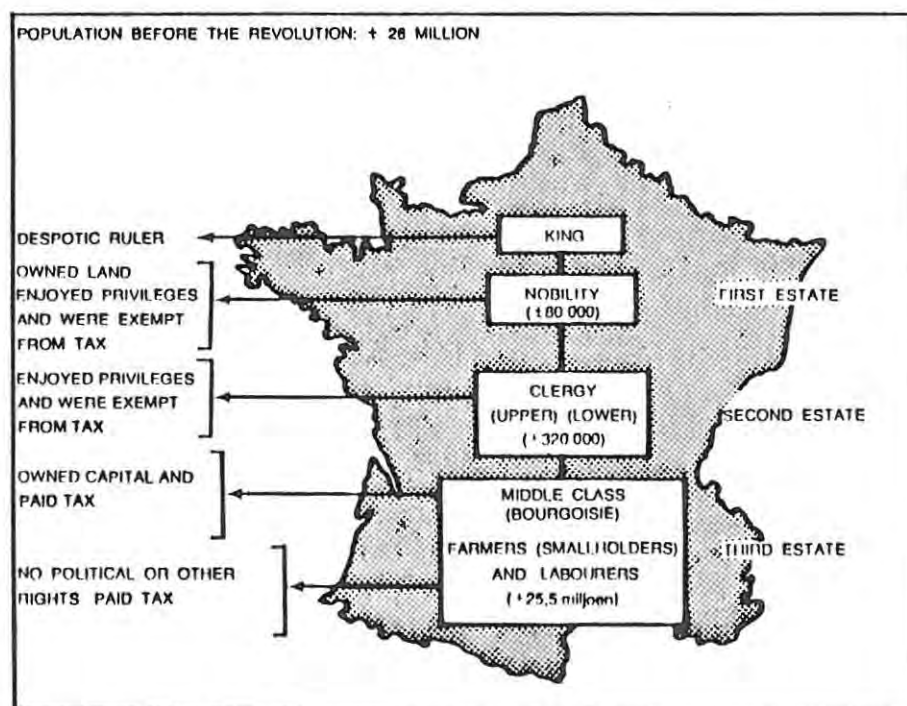 POPULATION BEFORE THE REVOLUTION: ± 26 MILLION
DESPOTIC RULER
KING
OWNED LAND
ENJOYED PRIVILEGES
AND WERE EXEMPT
FROM TAX
NOBILITY
(±80 000)
FIRST ESTATE
ENJOYED PRIVILEGES
AND WERE EXEMPT
FROM TAX
CLERGY
(UPPER) (LOWER)
(±320 000)
SECOND ESTATE
OWNED CAPITAL AND
PAID TAX
MIDDLE CLASS
(BOURGOISIE)
FARMERS (SMALLHOLDERS)
AND LABOURERS
(±25,5 miljoen)
THIRD ESTATE
NO POLITICAL OR OTHER
RIGHTS PAID TAX